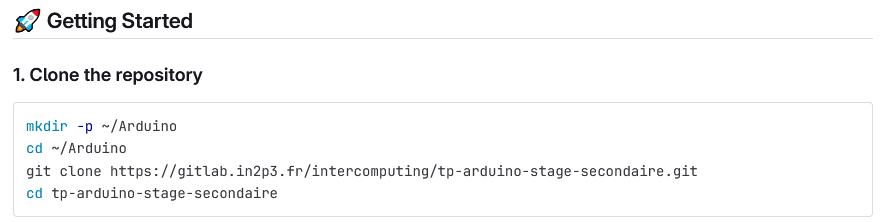 🚀 Getting Started
1. Clone the repository
mkdir -p ~/Arduino
cd ~/Arduino
git clone https://gitlab.in2p3.fr/intercomputing/tp-arduino-stage-secondaire.git
cd tp-arduino-stage-secondaire